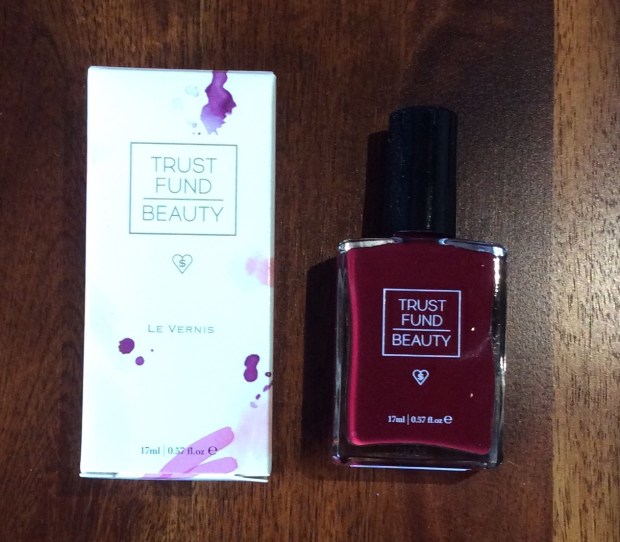 TRUST
FUND
BEAUTY
$
LE VERNIS
17ml | 0.57 fl.oz ℮
TRUST
FUND
BEAUTY
$
17ml | 0.57 fl.oz ℮